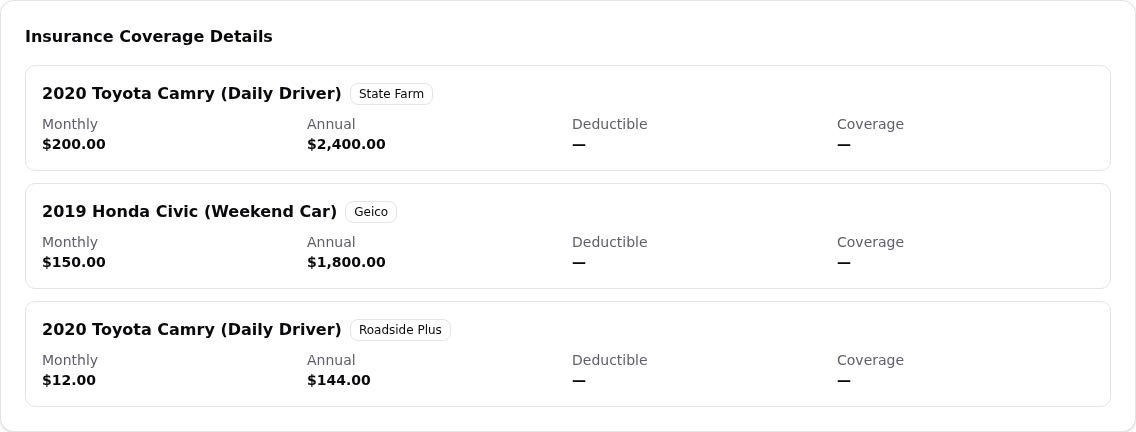 Insurance Coverage Details
2020 Toyota Camry (Daily Driver) State Farm
Monthly Annual Deductible Coverage
$200.00 $2,400.00 — —
2019 Honda Civic (Weekend Car) Geico
Monthly Annual Deductible Coverage
$150.00 $1,800.00 — —
2020 Toyota Camry (Daily Driver) Roadside Plus
Monthly Annual Deductible Coverage
$12.00 $144.00 — —